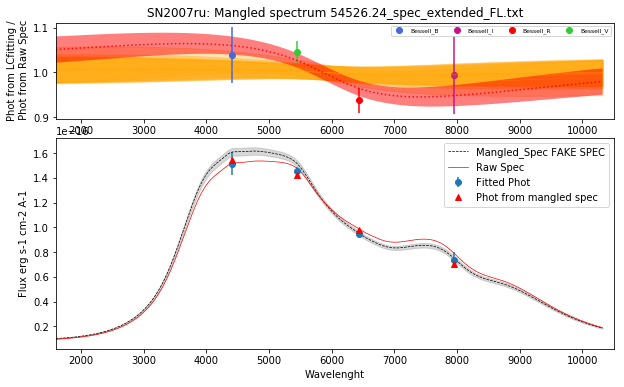 SN2007ru: Mangled spectrum 54526.24_spec_extended_FL.txt
Phot from LCfitting /
Phot from Raw Spec
1.1
1.0
0.9
Bessell_B
Bessell_I
Bessell_R
Bessell_V
2000 3000 4000 5000 6000 7000 8000 9000 10000
Flux erg s-1 cm-2 A-1
1.6
1.4
1.2
1.0
0.8
0.6
0.4
0.2
Mangled_Spec FAKE SPEC
Raw Spec
Fitted Phot
Phot from mangled spec
2000 3000 4000 5000 6000 7000 8000 9000 10000
Wavelenght